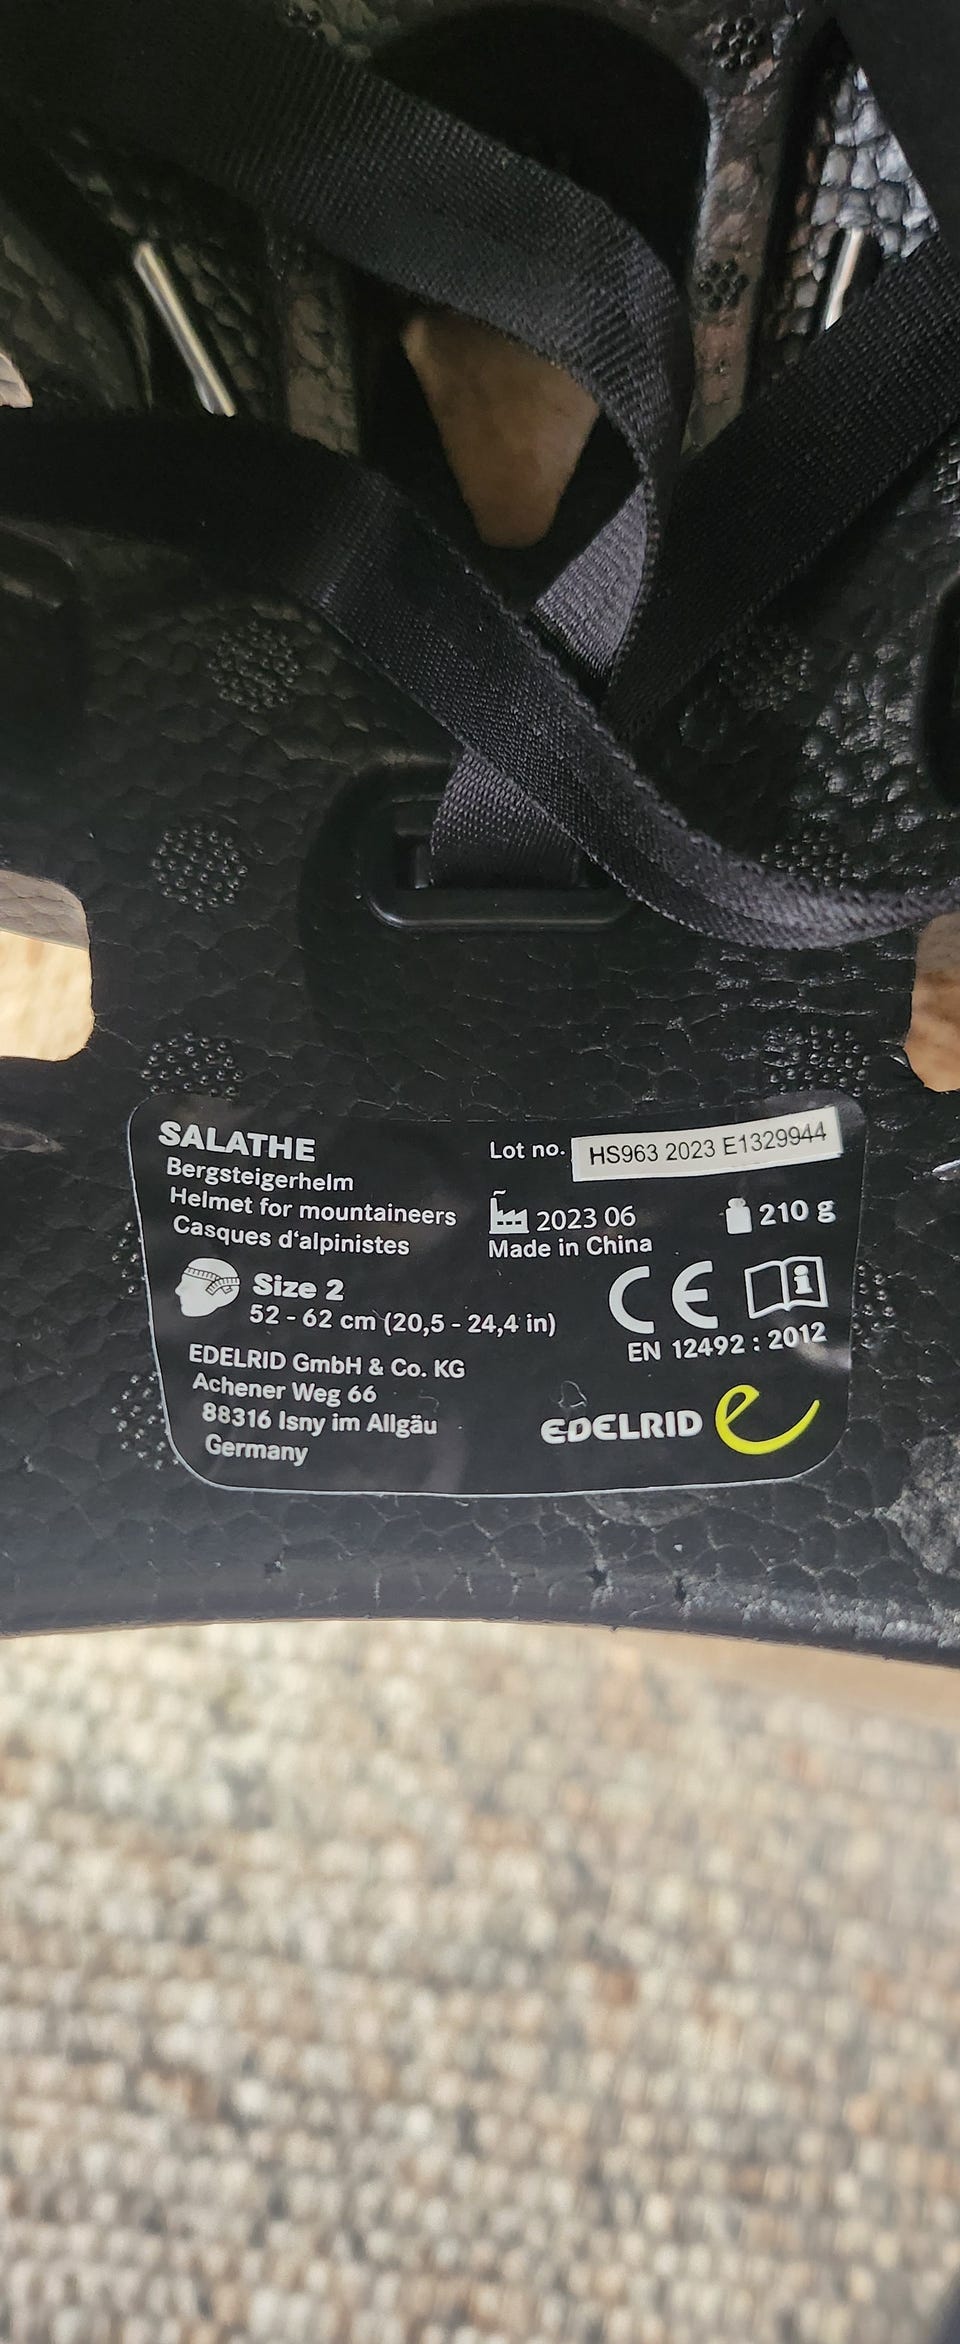 SALATHE
Bergsteigerhelm
Helmet for mountaineers
Casques d'alpinistes
Lot no. HS963 2023 E1329944
2023 06
Made in China
210 g
Size 2
52 - 62 cm (20,5 - 24,4 in)
CE
i
EN 12492 : 2012
EDELRID GmbH & Co. KG
Achener Weg 66
88316 Isny im Allgäu
Germany
EDELRID e